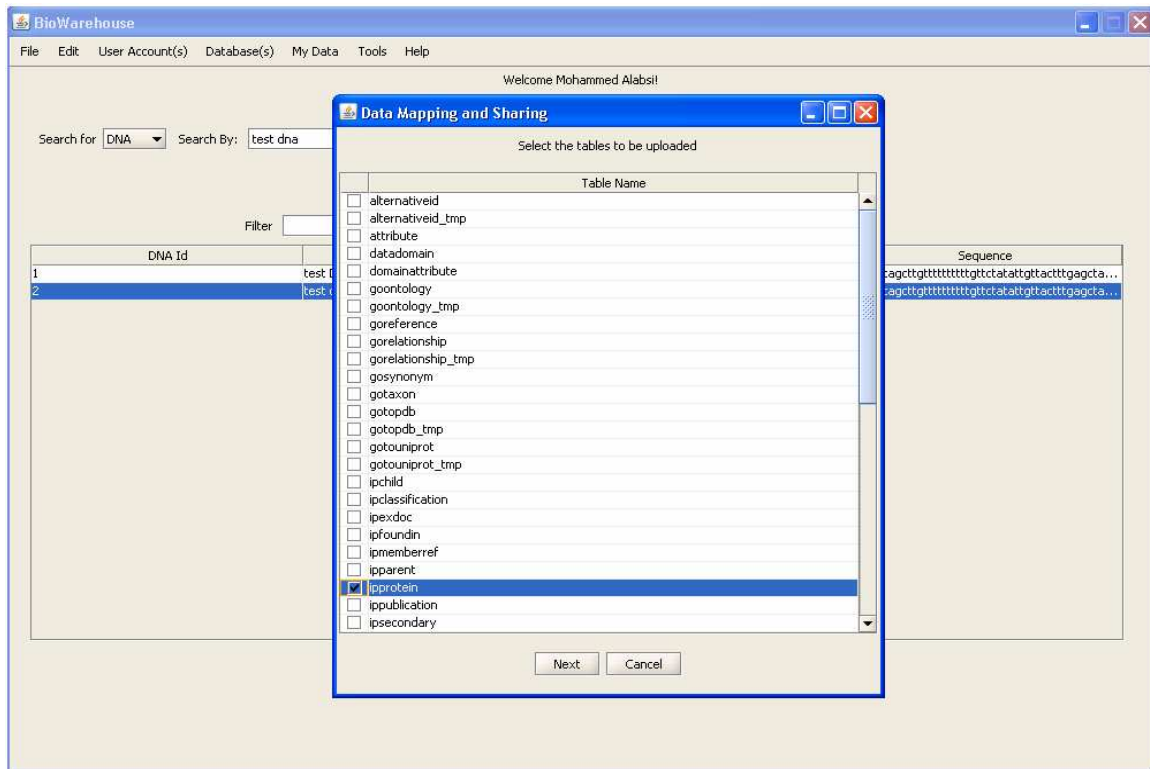 BioWarehouse
File Edit User Account(s) Database(s) My Data Tools Help
Welcome Mohammed Alabsi!
Data Mapping and Sharing
Search for DNA Search By: test dna
Select the tables to be uploaded
Table Name
Filter
DNA Id
Sequence
1
test
2
test
alternativeid
alternativeid_tmp
attribute
datadomain
domainattribute
goontology
goontology_tmp
goreference
gorelationship
gorelationship_tmp
gosynonym
gotaxon
gotopdb
gotopdb_tmp
gotouniprot
gotouniprot_tmp
ipchild
ipclassification
ipexdoc
ipfoundin
ipmemberref
ipparent
ipprotein
ippublication
ipsecondary
Next Cancel